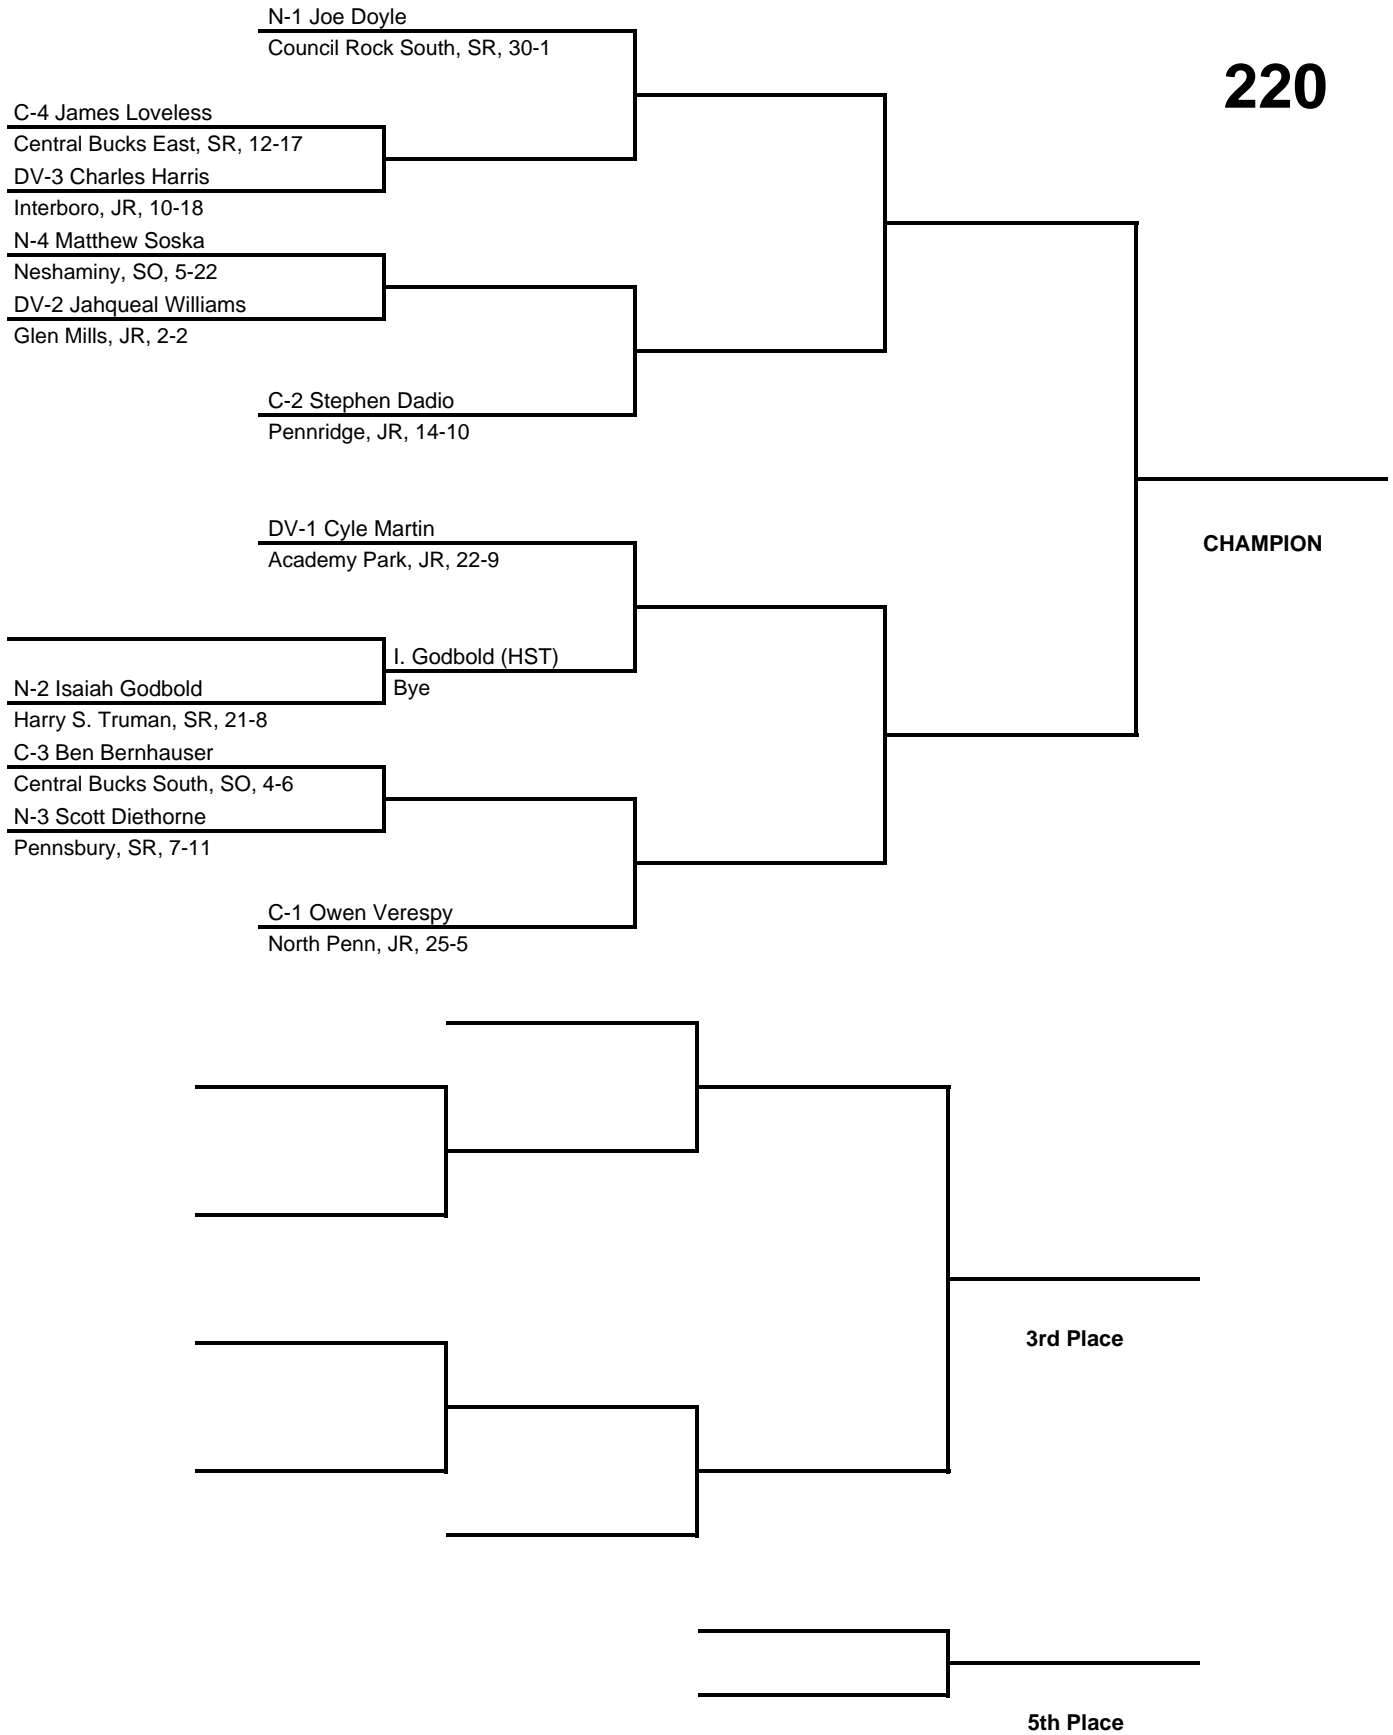 N-1 Joe Doyle
Council Rock South, SR, 30-1
220
C-4 James Loveless
Central Bucks East, SR, 12-17
DV-3 Charles Harris
Interboro, JR, 10-18
N-4 Matthew Soska
Neshaminy, SO, 5-22
DV-2 Jahqueal Williams
Glen Mills, JR, 2-2
C-2 Stephen Dadio
Pennridge, JR, 14-10
DV-1 Cyle Martin
Academy Park, JR, 22-9
CHAMPION
I. Godbold (HST)
Bye
N-2 Isaiah Godbold
Harry S. Truman, SR, 21-8
C-3 Ben Bernhauser
Central Bucks South, SO, 4-6
N-3 Scott Diethorne
Pennsbury, SR, 7-11
C-1 Owen Verespy
North Penn, JR, 25-5
3rd Place
5th Place